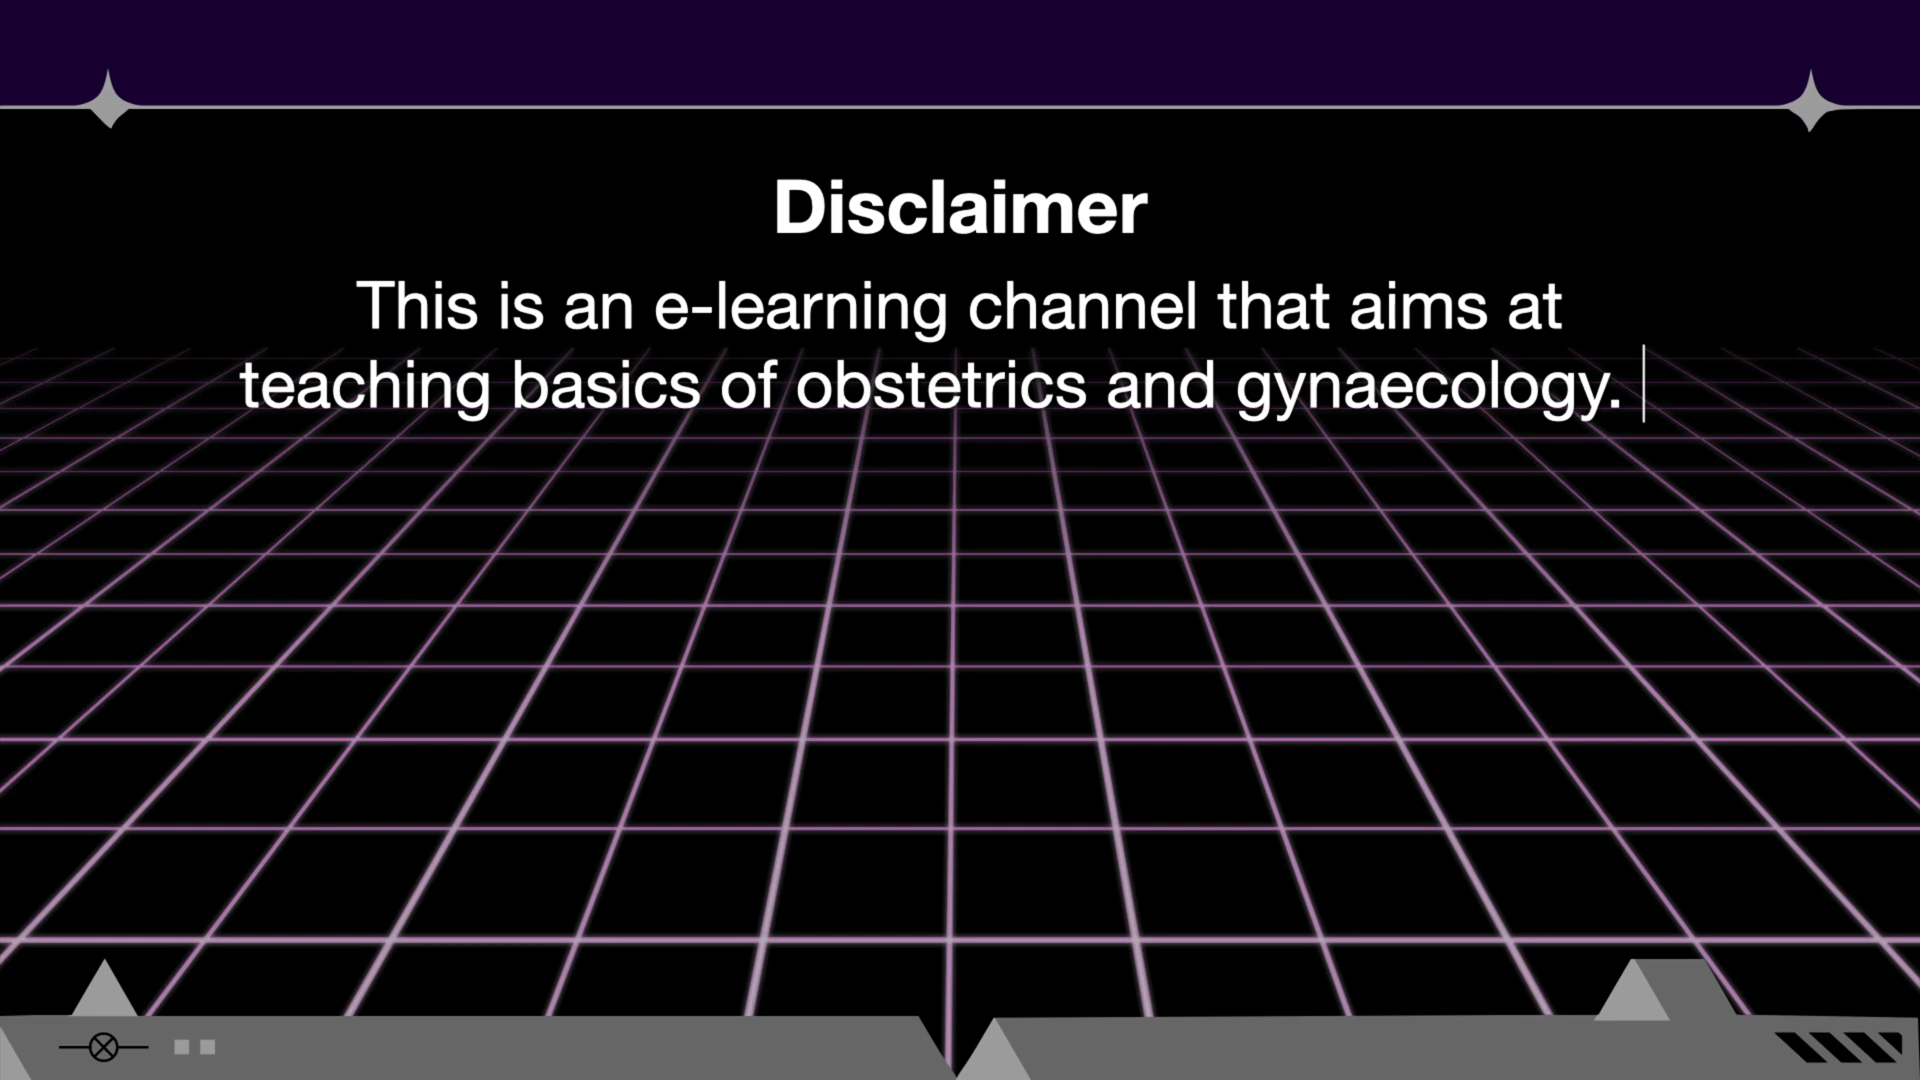 Disclaimer
This is an e-learning channel that aims at
teaching basics of obstetrics and gynaecology.